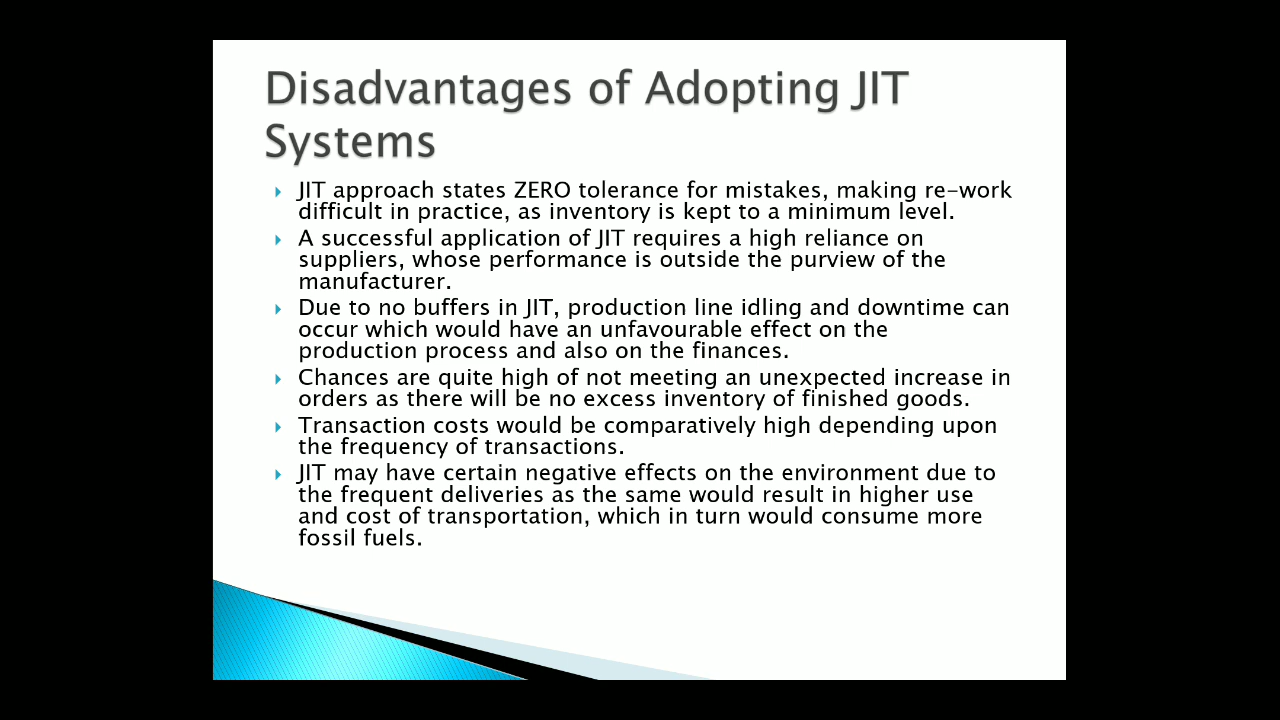 Disadvantages of Adopting JIT
Systems
JIT approach states ZERO tolerance for mistakes, making re-work
difficult in practice, as inventory is kept to a minimum level.
A successful application of JIT requires a high reliance on
suppliers, whose performance is outside the purview of the
manufacturer.
Due to no buffers in JIT, production line idling and downtime can
occur which would have an unfavourable effect on the
production process and also on the finances.
Chances are quite high of not meeting an unexpected increase in
orders as there will be no excess inventory of finished goods.
Transaction costs would be comparatively high depending upon
the frequency of transactions.
JIT may have certain negative effects on the environment due to
the frequent deliveries as the same would result in higher use
and cost of transportation, which in turn would consume more
fossil fuels.